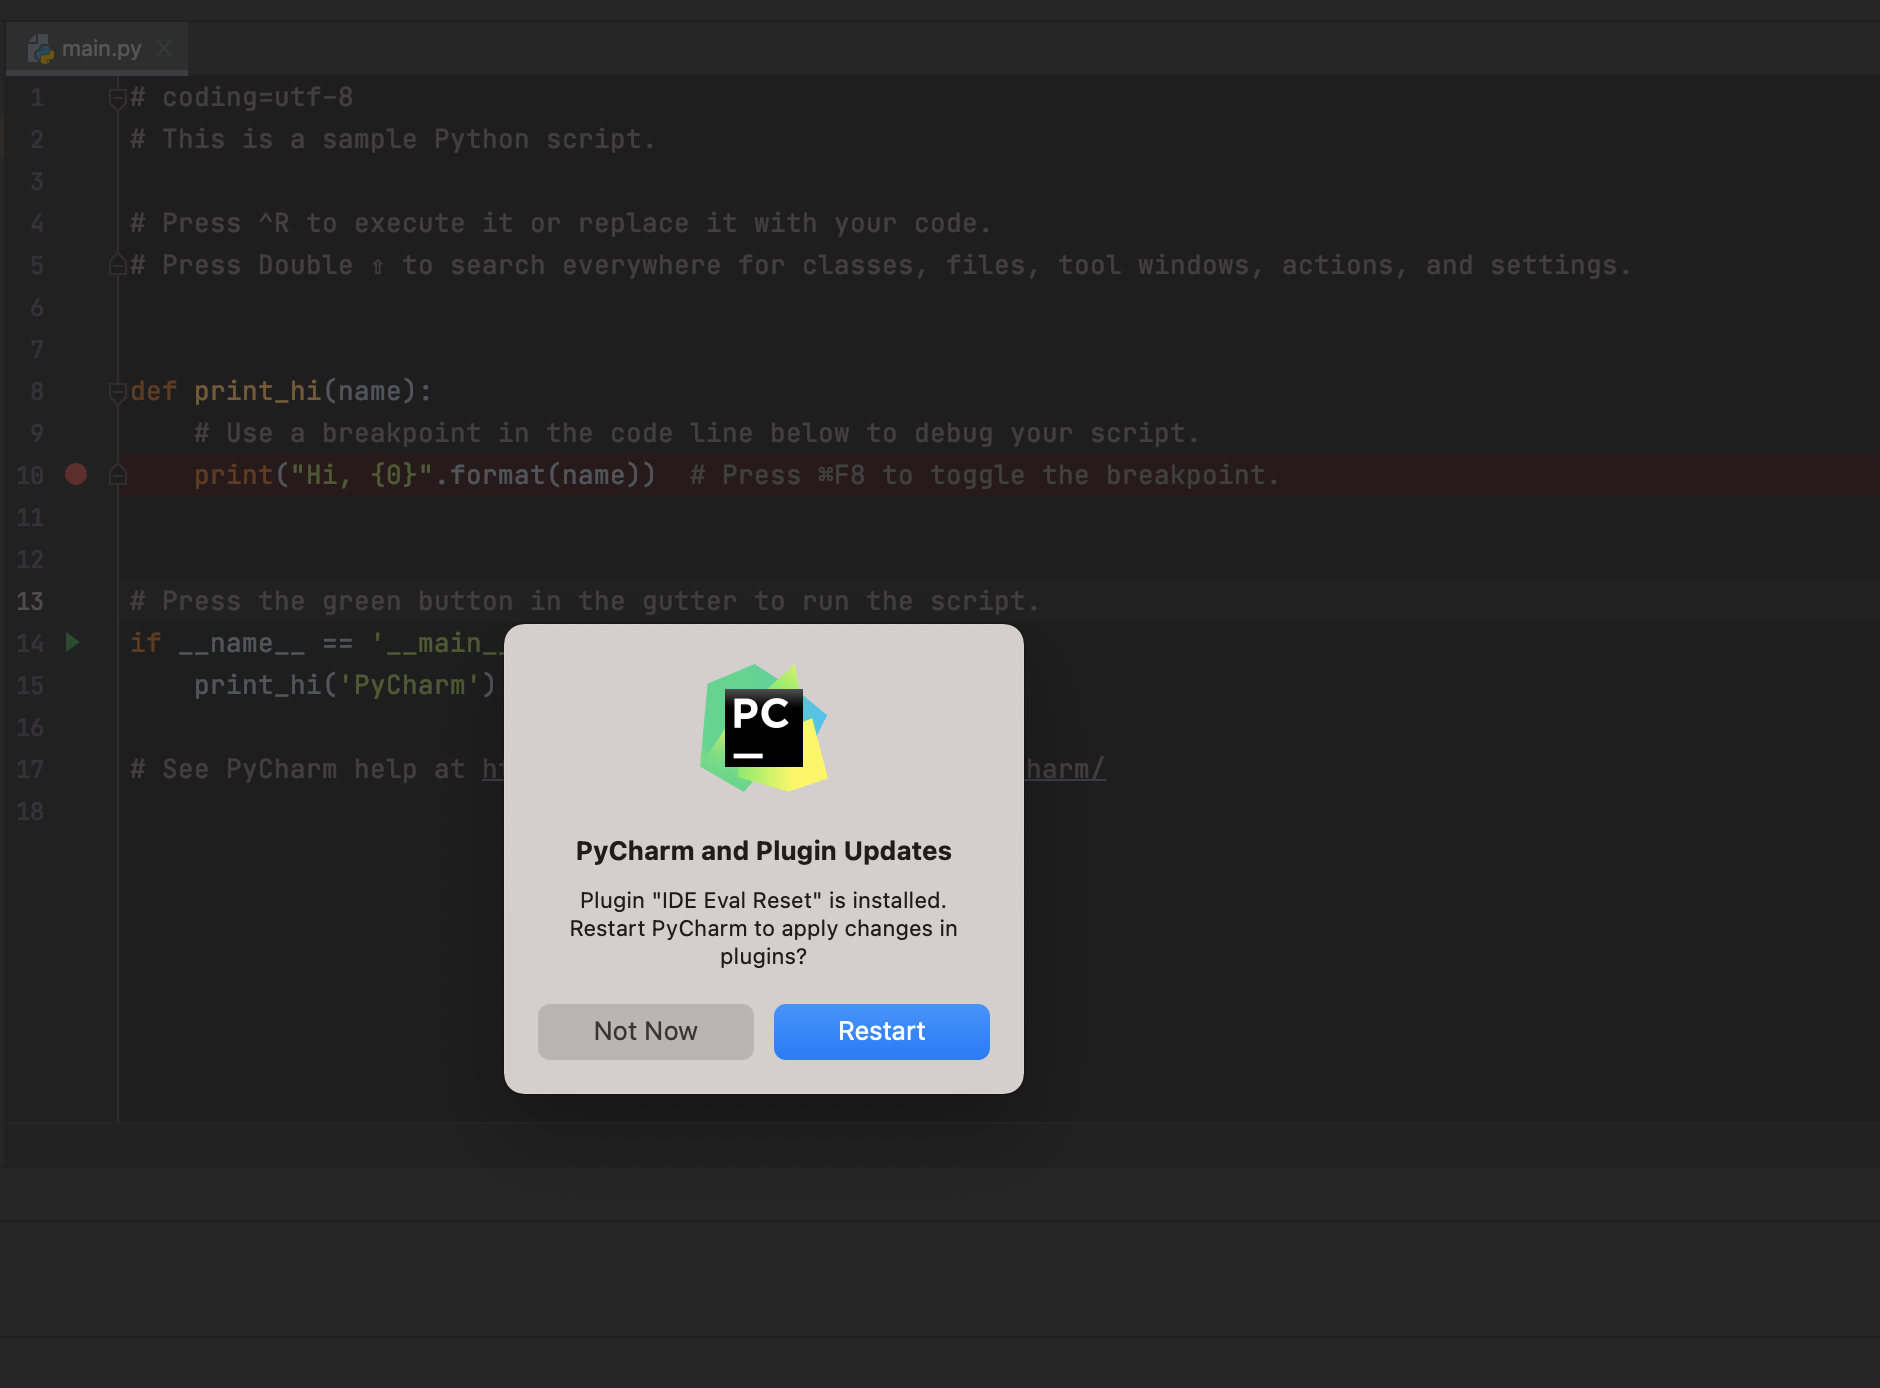 main.py
1 # coding=utf-8
2 # This is a sample Python script.
3
4 # Press ^R to execute it or replace it with your code.
5 # Press Double ⇧ to search everywhere for classes, files, tool windows, actions, and settings.
6
7
8 def print_hi(name):
9 # Use a breakpoint in the code line below to debug your script.
10 print("Hi, {0}".format(name))  # Press ⌘F8 to toggle the breakpoint.
11
12
13 # Press the green button in the gutter to run the script.
14 if __name__ == '__main_
15 print_hi('PyCharm')
16
17 # See PyCharm help at ht harm/
18
PC
PyCharm and Plugin Updates
Plugin "IDE Eval Reset" is installed.
Restart PyCharm to apply changes in
plugins?
Not Now
Restart